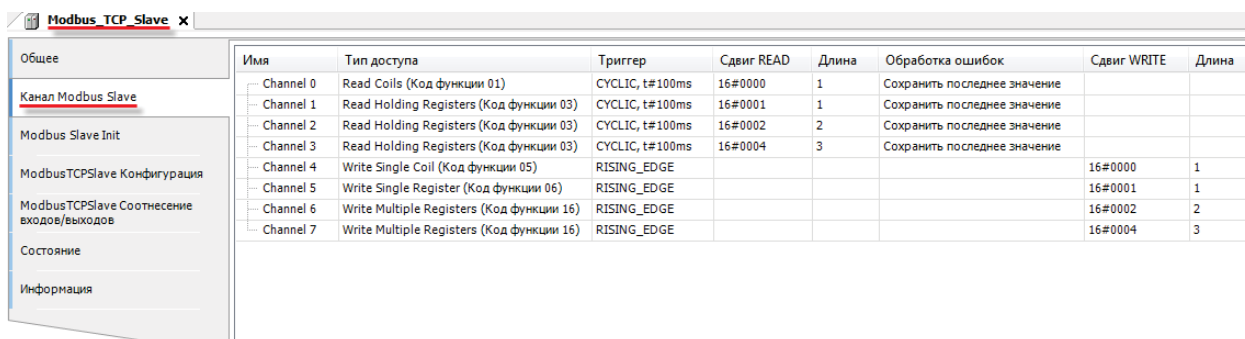 Modbus_TCP_Slave x
Общее
Канал Modbus Slave
Modbus Slave Init
ModbusTCPSlave Конфигурация
ModbusTCPSlave Соотнесение
входов/выходов
Состояние
Информация
Имя Тип доступа Триггер Сдвиг READ Длина Обработка ошибок Сдвиг WRITE Длина
Channel 0 Read Coils (Код функции 01) CYCLIC, t#100ms 16#0000 1 Сохранить последнее значение
Channel 1 Read Holding Registers (Код функции 03) CYCLIC, t#100ms 16#0001 1 Сохранить последнее значение
Channel 2 Read Holding Registers (Код функции 03) CYCLIC, t#100ms 16#0002 2 Сохранить последнее значение
Channel 3 Read Holding Registers (Код функции 03) CYCLIC, t#100ms 16#0004 3 Сохранить последнее значение
Channel 4 Write Single Coil (Код функции 05) RISING_EDGE 16#0000 1
Channel 5 Write Single Register (Код функции 06) RISING_EDGE 16#0001 1
Channel 6 Write Multiple Registers (Код функции 16) RISING_EDGE 16#0002 2
Channel 7 Write Multiple Registers (Код функции 16) RISING_EDGE 16#0004 3